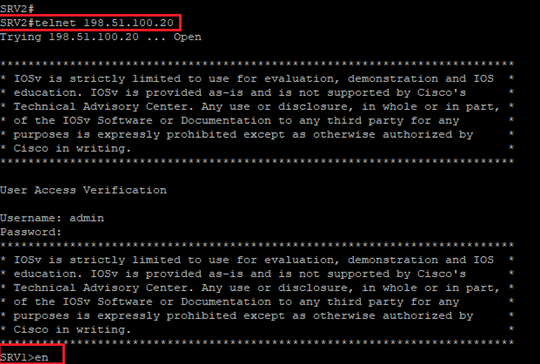 SRV2#
SRV2#telnet 198.51.100.20
Trying 198.51.100.20 ... Open
**************************************************************************
* IOSv is strictly limited to use for evaluation, demonstration and IOS  *
* education. IOSv is provided as-is and is not supported by Cisco's      *
* Technical Advisory Center. Any use or disclosure, in whole or in part, *
* of the IOSv Software or Documentation to any third party for any       *
* purposes is expressly prohibited except as otherwise authorized by     *
* Cisco in writing.                                                      *
**************************************************************************
User Access Verification
Username: admin
Password:
**************************************************************************
* IOSv is strictly limited to use for evaluation, demonstration and IOS  *
* education. IOSv is provided as-is and is not supported by Cisco's      *
* Technical Advisory Center. Any use or disclosure, in whole or in part, *
* of the IOSv Software or Documentation to any third party for any       *
* purposes is expressly prohibited except as otherwise authorized by     *
* Cisco in writing.                                                      *
**************************************************************************
SRV1>en